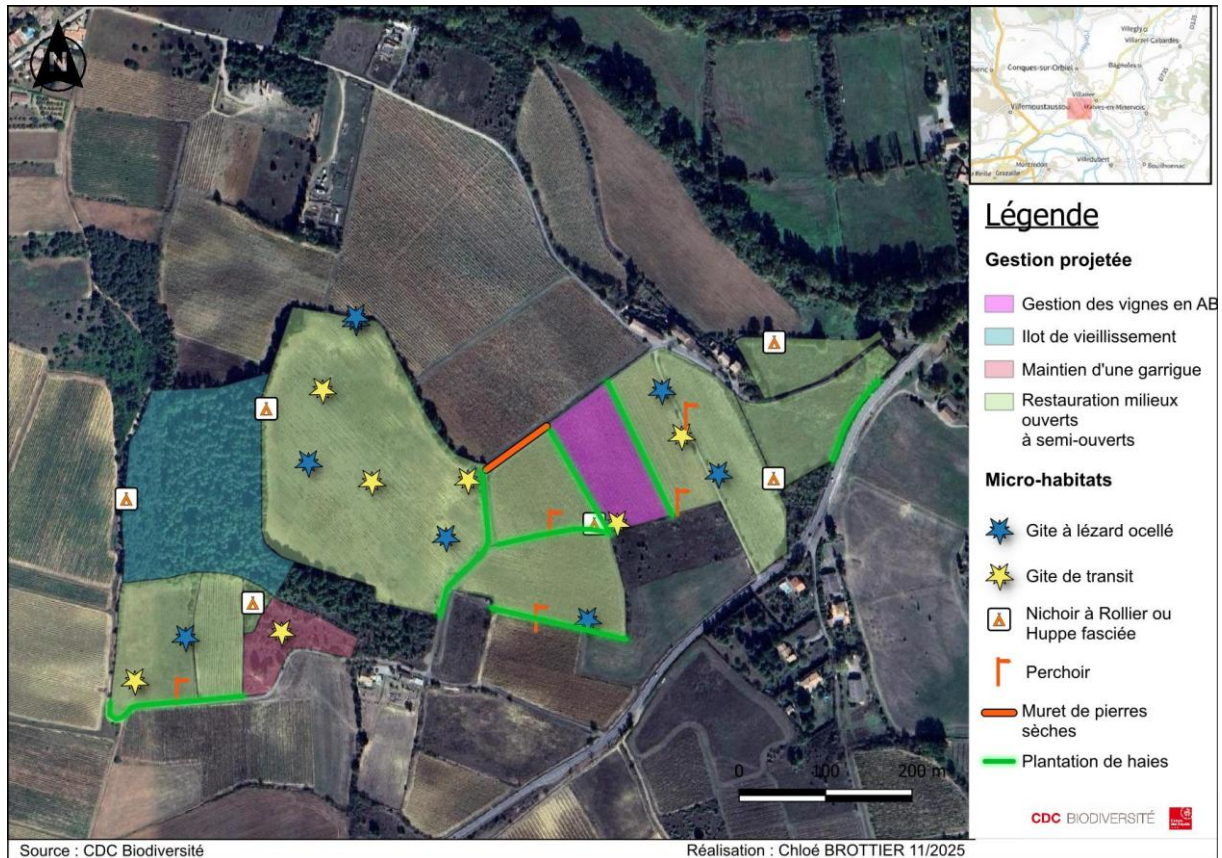 N
Villegly
Villarzel-Cabardès
Conques-sur-Orbiel
Bagnoles
Villalier
Villemoustaussou
Malves-en-Minervois
Villedubert
Bouilhonnac
Légende
Gestion projetée
Gestion des vignes en AB
Ilot de vieillissement
Maintien d'une garrigue
Restauration milieux
ouverts
à semi-ouverts
Micro-habitats
Gite à lézard ocellé
Gite de transit
Nichoir à Rollier ou
Huppe fasciée
Perchoir
Muret de pierres
sèches
Plantation de haies
0 100 200 m
CDC BIODIVERSITÉ
Source : CDC Biodiversité
Réalisation : Chloé BROTTIER 11/2025